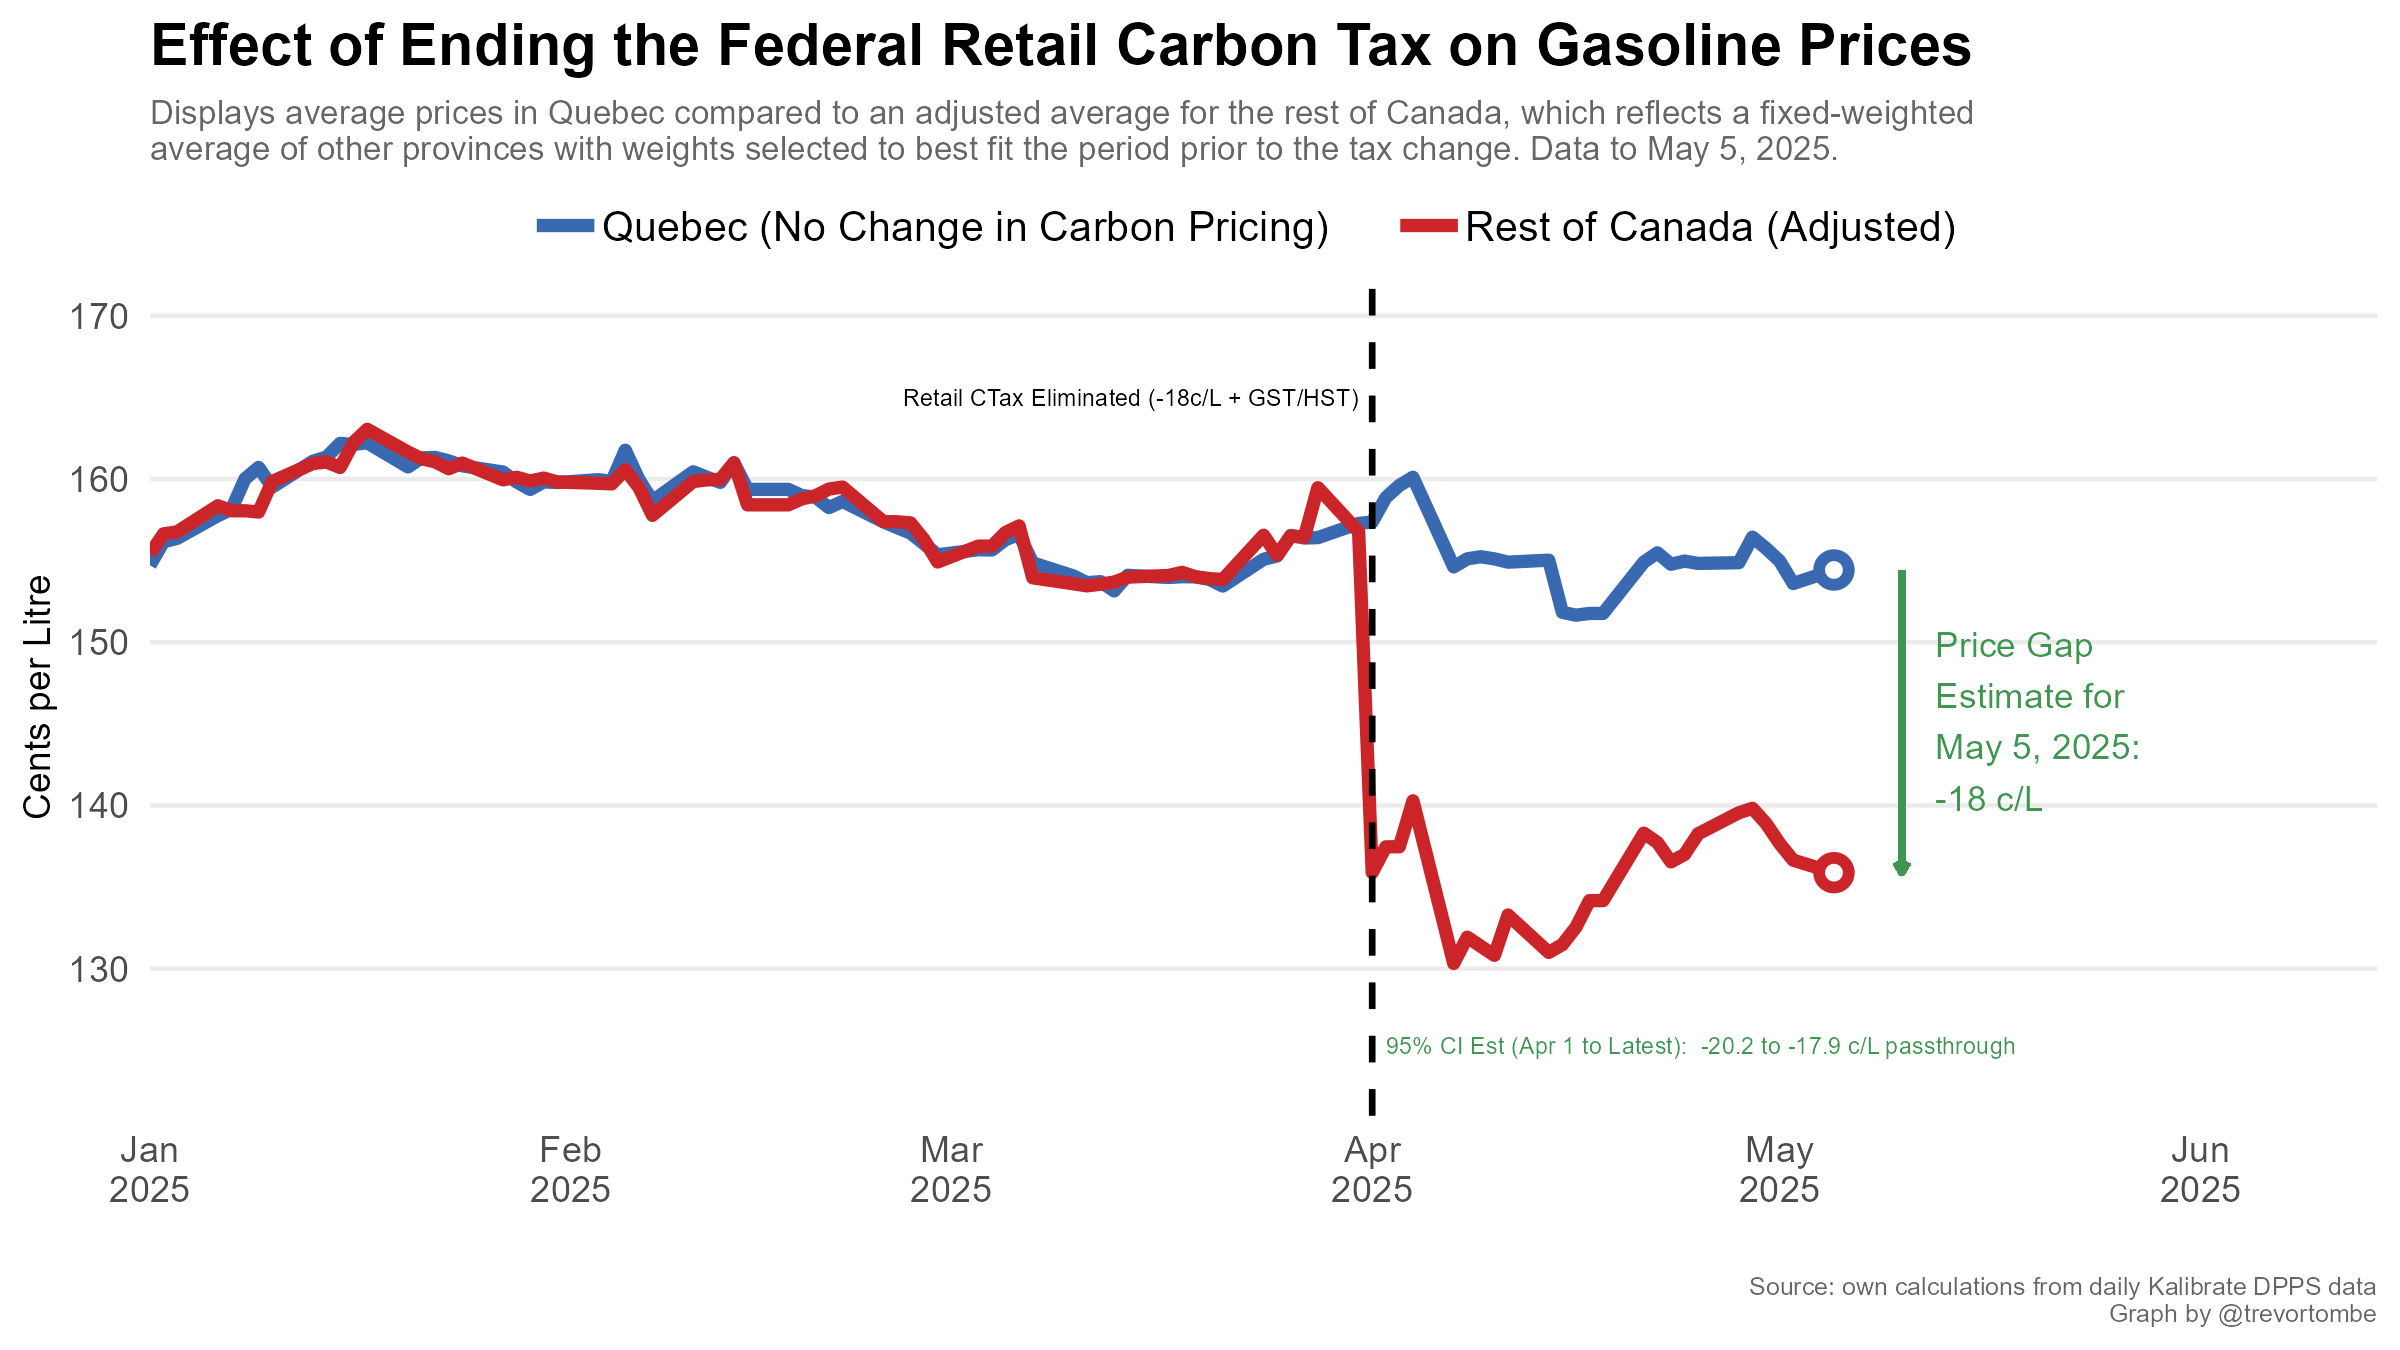 Effect of Ending the Federal Retail Carbon Tax on Gasoline Prices
Displays average prices in Quebec compared to an adjusted average for the rest of Canada, which reflects a fixed-weighted
average of other provinces with weights selected to best fit the period prior to the tax change. Data to May 5, 2025.
Quebec (No Change in Carbon Pricing)
Rest of Canada (Adjusted)
Cents per Litre
170
160
150
140
130
Retail CTax Eliminated (-18c/L + GST/HST)
Price Gap
Estimate for
May 5, 2025:
-18 c/L
95% CI Est (Apr 1 to Latest):  -20.2 to -17.9 c/L passthrough
Jan
2025
Feb
2025
Mar
2025
Apr
2025
May
2025
Jun
2025
Source: own calculations from daily Kalibrate DPPS data
Graph by @trevortombe